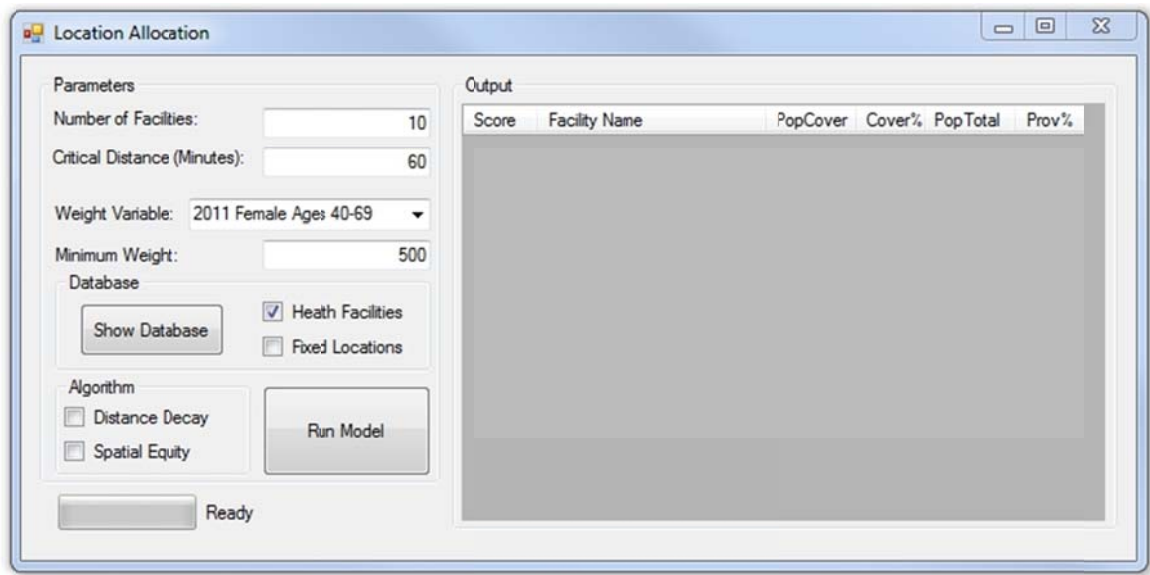 Location Allocation
Parameters
Number of Facilities:
10
Critical Distance (Minutes):
60
Weight Variable:
2011 Female Ages 40-69
Minimum Weight:
500
Database
Show Database
Heath Facilities
Fixed Locations
Algorithm
Distance Decay
Spatial Equity
Run Model
Ready
Output
Score Facility Name PopCover Cover% PopTotal Prov%